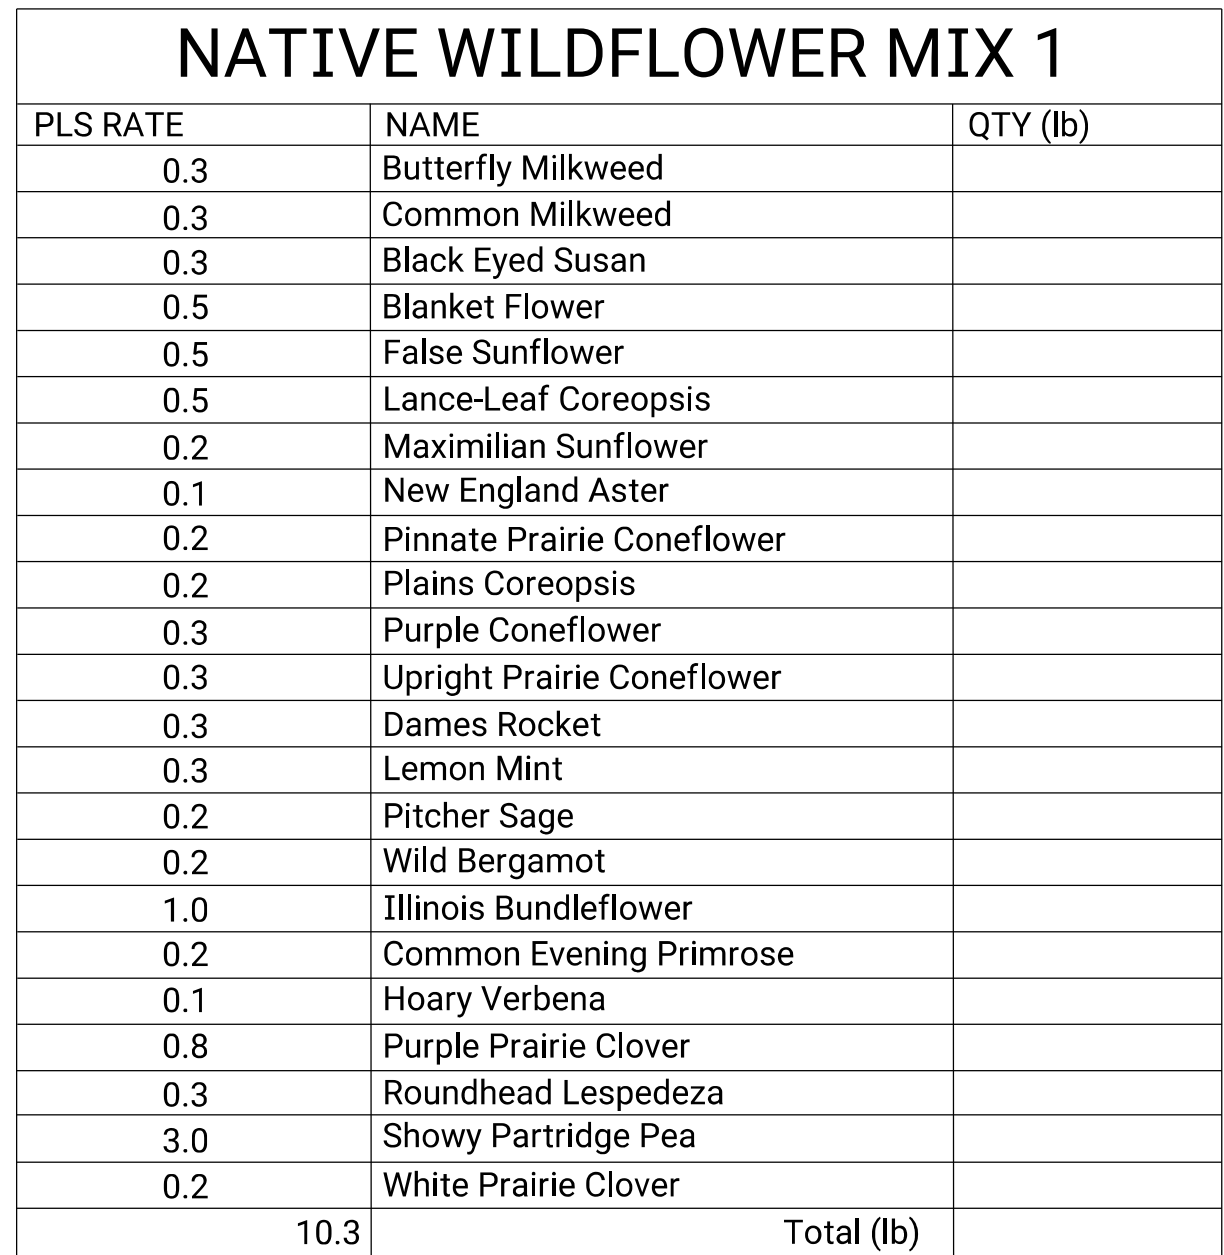 NATIVE WILDFLOWER MIX 1
PLS RATE NAME QTY (lb)
0.3 Butterfly Milkweed
0.3 Common Milkweed
0.3 Black Eyed Susan
0.5 Blanket Flower
0.5 False Sunflower
0.5 Lance-Leaf Coreopsis
0.2 Maximilian Sunflower
0.1 New England Aster
0.2 Pinnate Prairie Coneflower
0.2 Plains Coreopsis
0.3 Purple Coneflower
0.3 Upright Prairie Coneflower
0.3 Dames Rocket
0.3 Lemon Mint
0.2 Pitcher Sage
0.2 Wild Bergamot
1.0 Illinois Bundleflower
0.2 Common Evening Primrose
0.1 Hoary Verbena
0.8 Purple Prairie Clover
0.3 Roundhead Lespedeza
3.0 Showy Partridge Pea
0.2 White Prairie Clover
10.3 Total (lb)